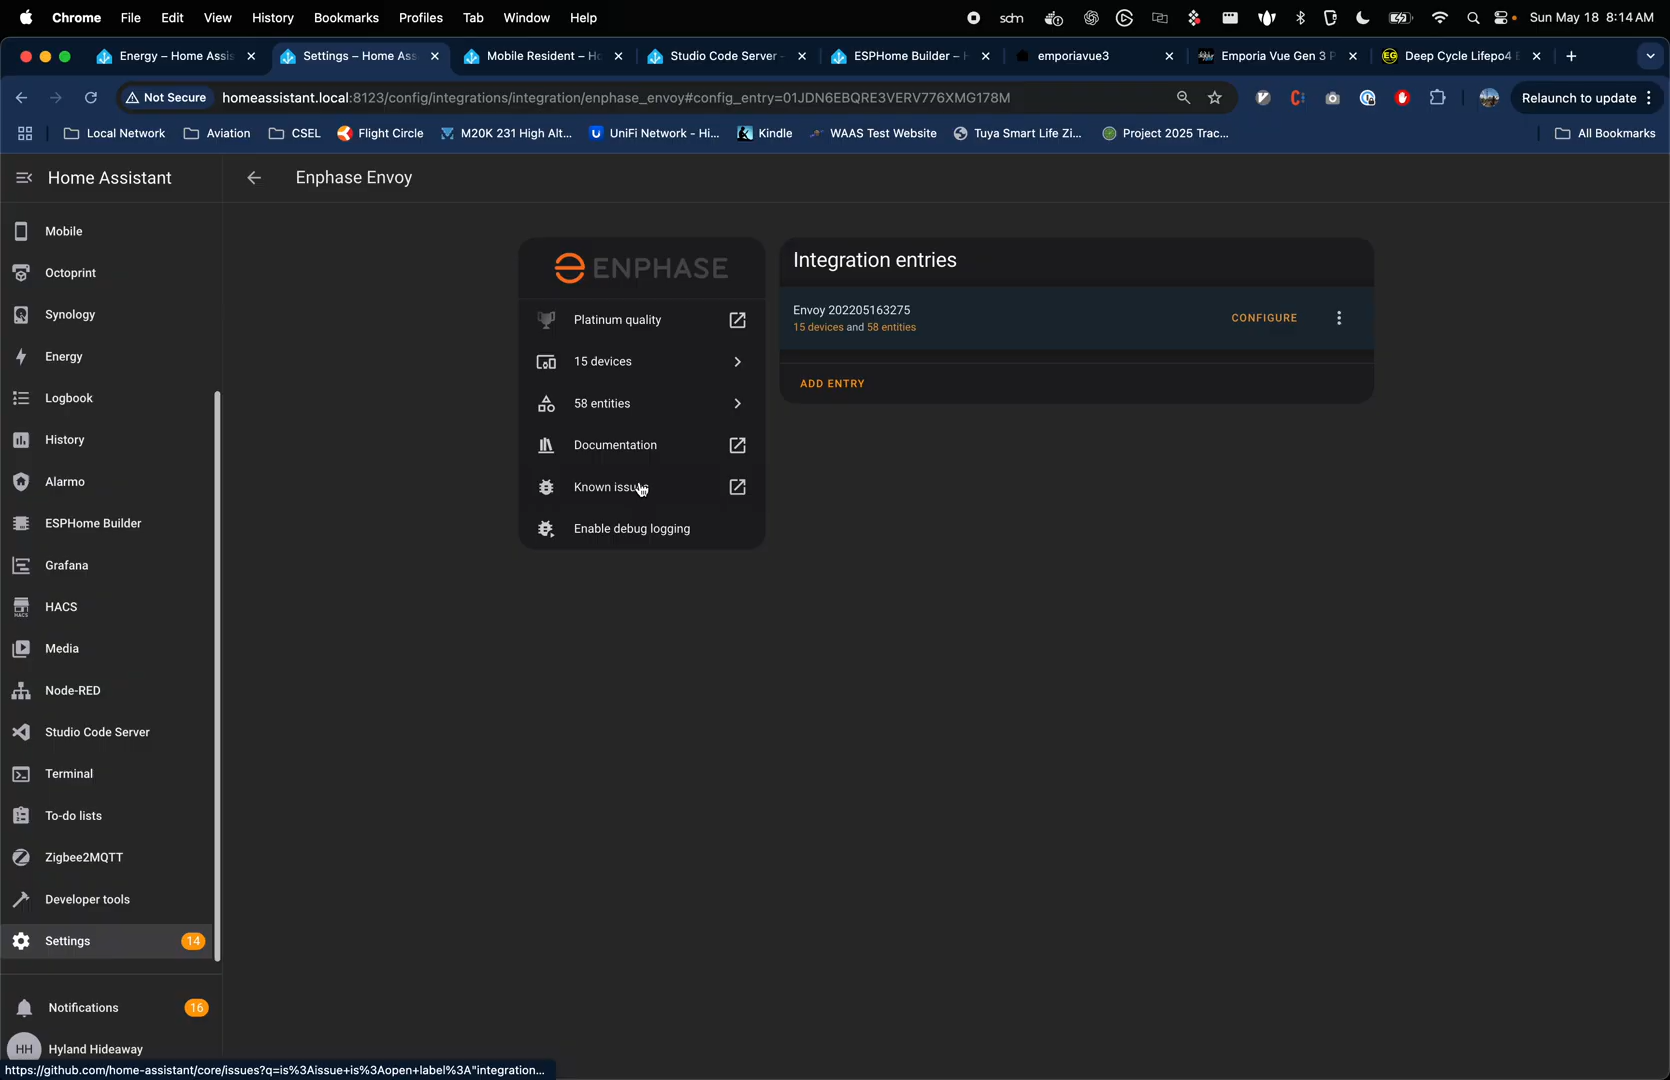 Chrome File Edit View History Bookmarks Profiles Tab Window Help
sdm
Sun May 18 8:14 AM
Energy – Home Assis
Settings – Home Ass
Mobile Resident – Ho
Studio Code Server –
ESPHome Builder – H
emporiavue3
Emporia Vue Gen 3 P
EG
Deep Cycle Lifepo4 B
Not Secure
homeassistant.local:8123/config/integrations/integration/enphase_envoy#config_entry=01JDN6EBQRE3VERV776XMG178M
Relaunch to update
Local Network
Aviation
CSEL
Flight Circle
M20K 231 High Alt...
UniFi Network - Hi...
Kindle
WAAS Test Website
Tuya Smart Life Zi...
Project 2025 Trac...
All Bookmarks
Home Assistant
Enphase Envoy
Mobile
Octoprint
Synology
Energy
Logbook
History
Alarmo
ESPHome Builder
Grafana
HACS
Media
Node-RED
Studio Code Server
Terminal
To-do lists
Zigbee2MQTT
Developer tools
Settings 14
Notifications 16
HH Hyland Hideaway
https://github.com/home-assistant/core/issues?q=is%3Aissue+is%3Aopen+label%3A"integration...
ENPHASE
Platinum quality
15 devices
58 entities
Documentation
Known issues
Enable debug logging
Integration entries
Envoy 202205163275
15 devices and 58 entities
CONFIGURE
ADD ENTRY